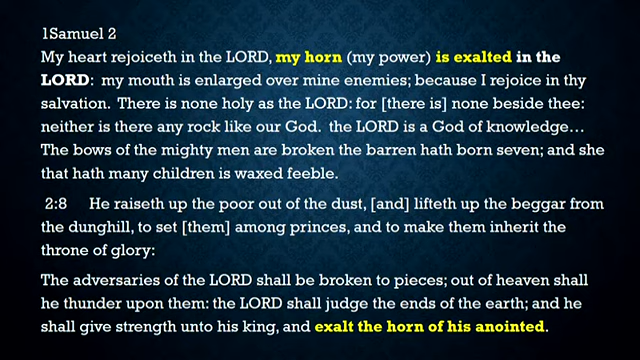 1Samuel 2
My heart rejoiceth in the LORD, my horn (my power) is exalted in the
LORD: my mouth is enlarged over mine enemies; because I rejoice in thy
salvation. There is none holy as the LORD: for [there is] none beside thee:
neither is there any rock like our God. the LORD is a God of knowledge…
The bows of the mighty men are broken the barren hath born seven; and she
that hath many children is waxed feeble.
2:8 He raiseth up the poor out of the dust, [and] lifteth up the beggar from
the dunghill, to set [them] among princes, and to make them inherit the
throne of glory:
The adversaries of the LORD shall be broken to pieces; out of heaven shall
he thunder upon them: the LORD shall judge the ends of the earth; and he
shall give strength unto his king, and exalt the horn of his anointed.